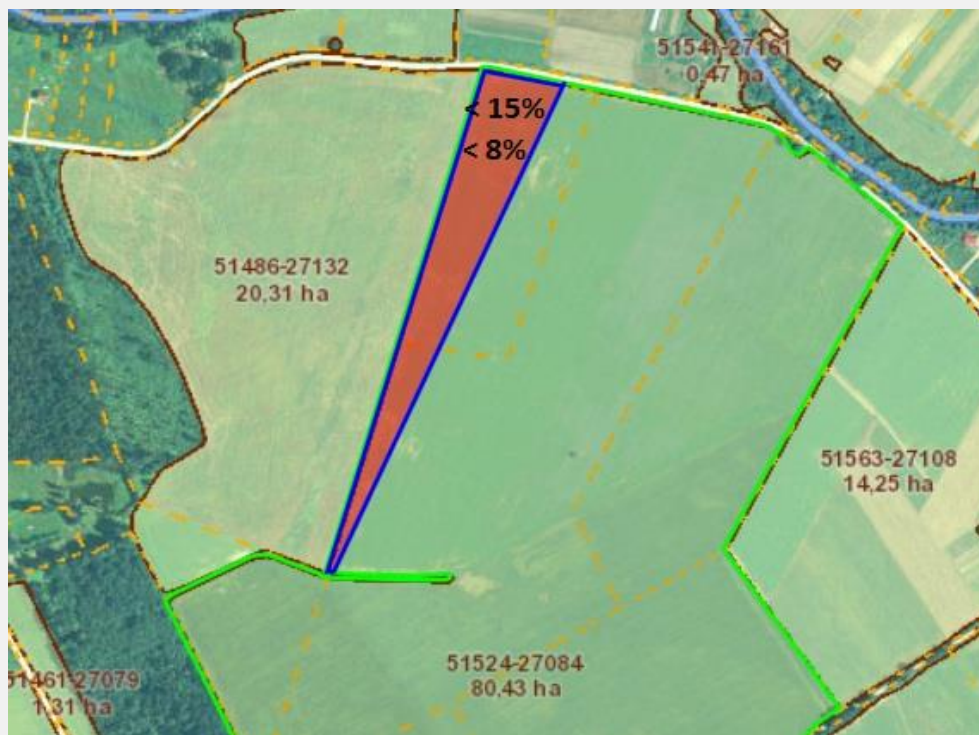 51541-27161
0,47 ha
< 15%
< 8%
51486-27132
20,31 ha
51563-27108
14,25 ha
51524-27084
80,43 ha
51461-27079
1,31 ha